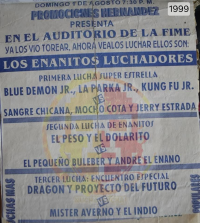 1999
DOMINGO 1 DE AGOSTO 7:30 P.M.
PROMOCIONES HERNANDEZ
PRESENTA
EN EL AUDITORIO DE LA FIME
YA LOS VIO TOREAR, AHORA VEALOS LUCHAR ELLOS SON:
LOS ENANITOS LUCHADORES
PRIMERA LUCHA SUPER ESTRELLA
BLUE DEMON JR., LA PARKA JR., KUNG FU JR.
VS
SANGRE CHICANA, MOCHO COTA Y JERRY ESTRADA
SEGUNDA LUCHA DE ENANITOS
EL PESO Y EL DOLARITO
VS
EL PEQUEÑO BULEBER Y ANDRE EL ENANO
TERCER LUCHA: ENCUENTRO ESPECIAL
DRAGON Y PROYECTO DEL FUTURO
VS
MISTER AVERNO Y EL INDIO